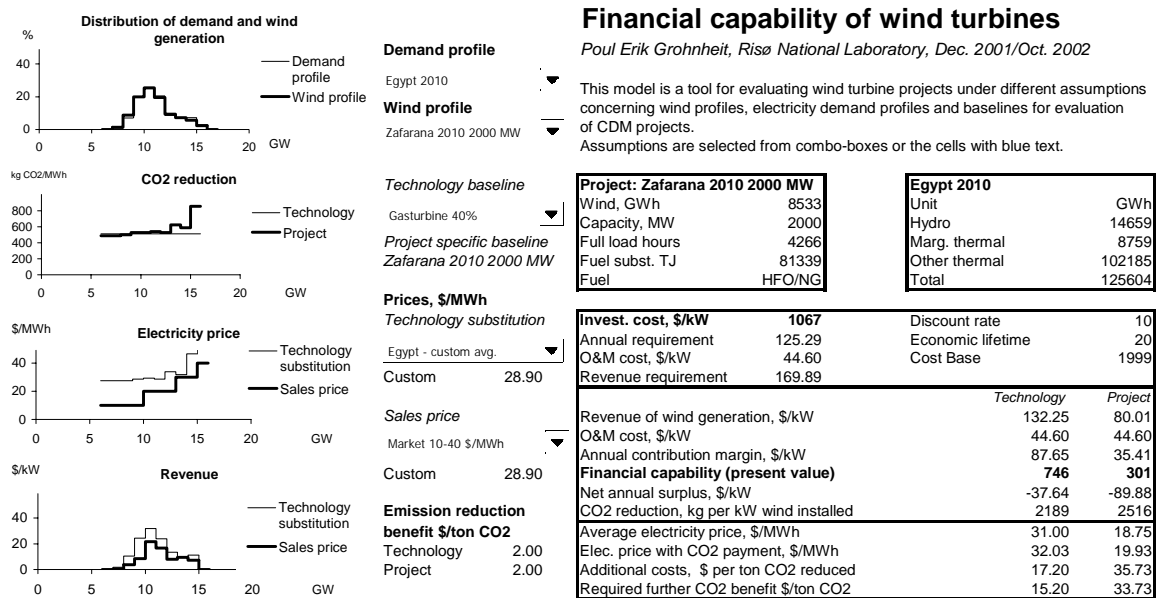 Financial capability of wind turbines
Poul Erik Grohnheit, Risø National Laboratory, Dec. 2001/Oct. 2002
This model is a tool for evaluating wind turbine projects under different assumptions
concerning wind profiles, electricity demand profiles and baselines for evaluation
of CDM projects.
Assumptions are selected from combo-boxes or the cells with blue text.
Distribution of demand and wind
generation
%
40
20
0
0 5 10 15 20 GW
Demand
profile
Wind profile
kg CO2/MWh
CO2 reduction
800
600
400
200
0
0 5 10 15 20
GW
Technology
Project
$/MWh
Electricity price
40
20
0
0 5 10 15 20
GW
Technology
substitution
Sales price
$/kW
Revenue
40
20
0
0 5 10 15 20 GW
Technology
substitution
Sales price
Demand profile
Egypt 2010
Wind profile
Zafarana 2010 2000 MW
Technology baseline
Gasturbine 40%
Project specific baseline
Zafarana 2010 2000 MW
Prices, $/MWh
Technology substitution
Egypt - custom avg.
Custom 28.90
Sales price
Market 10-40 $/MWh
Custom 28.90
Emission reduction
benefit $/ton CO2
Technology 2.00
Project 2.00
Project: Zafarana 2010 2000 MW
Wind, GWh 8533
Capacity, MW 2000
Full load hours 4266
Fuel subst. TJ 81339
Fuel HFO/NG
Egypt 2010
Unit GWh
Hydro 14659
Marg. thermal 8759
Other thermal 102185
Total 125604
Invest. cost, $/kW 1067 Discount rate 10
Annual requirement 125.29 Economic lifetime 20
O&M cost, $/kW 44.60 Cost Base 1999
Revenue requirement 169.89
Technology Project
Revenue of wind generation, $/kW 132.25 80.01
O&M cost, $/kW 44.60 44.60
Annual contribution margin, $/kW 87.65 35.41
Financial capability (present value) 746 301
Net annual surplus, $/kW -37.64 -89.88
CO2 reduction, kg per kW wind installed 2189 2516
Average electricity price, $/MWh 31.00 18.75
Elec. price with CO2 payment, $/MWh 32.03 19.93
Additional costs, $ per ton CO2 reduced 17.20 35.73
Required further CO2 benefit $/ton CO2 15.20 33.73